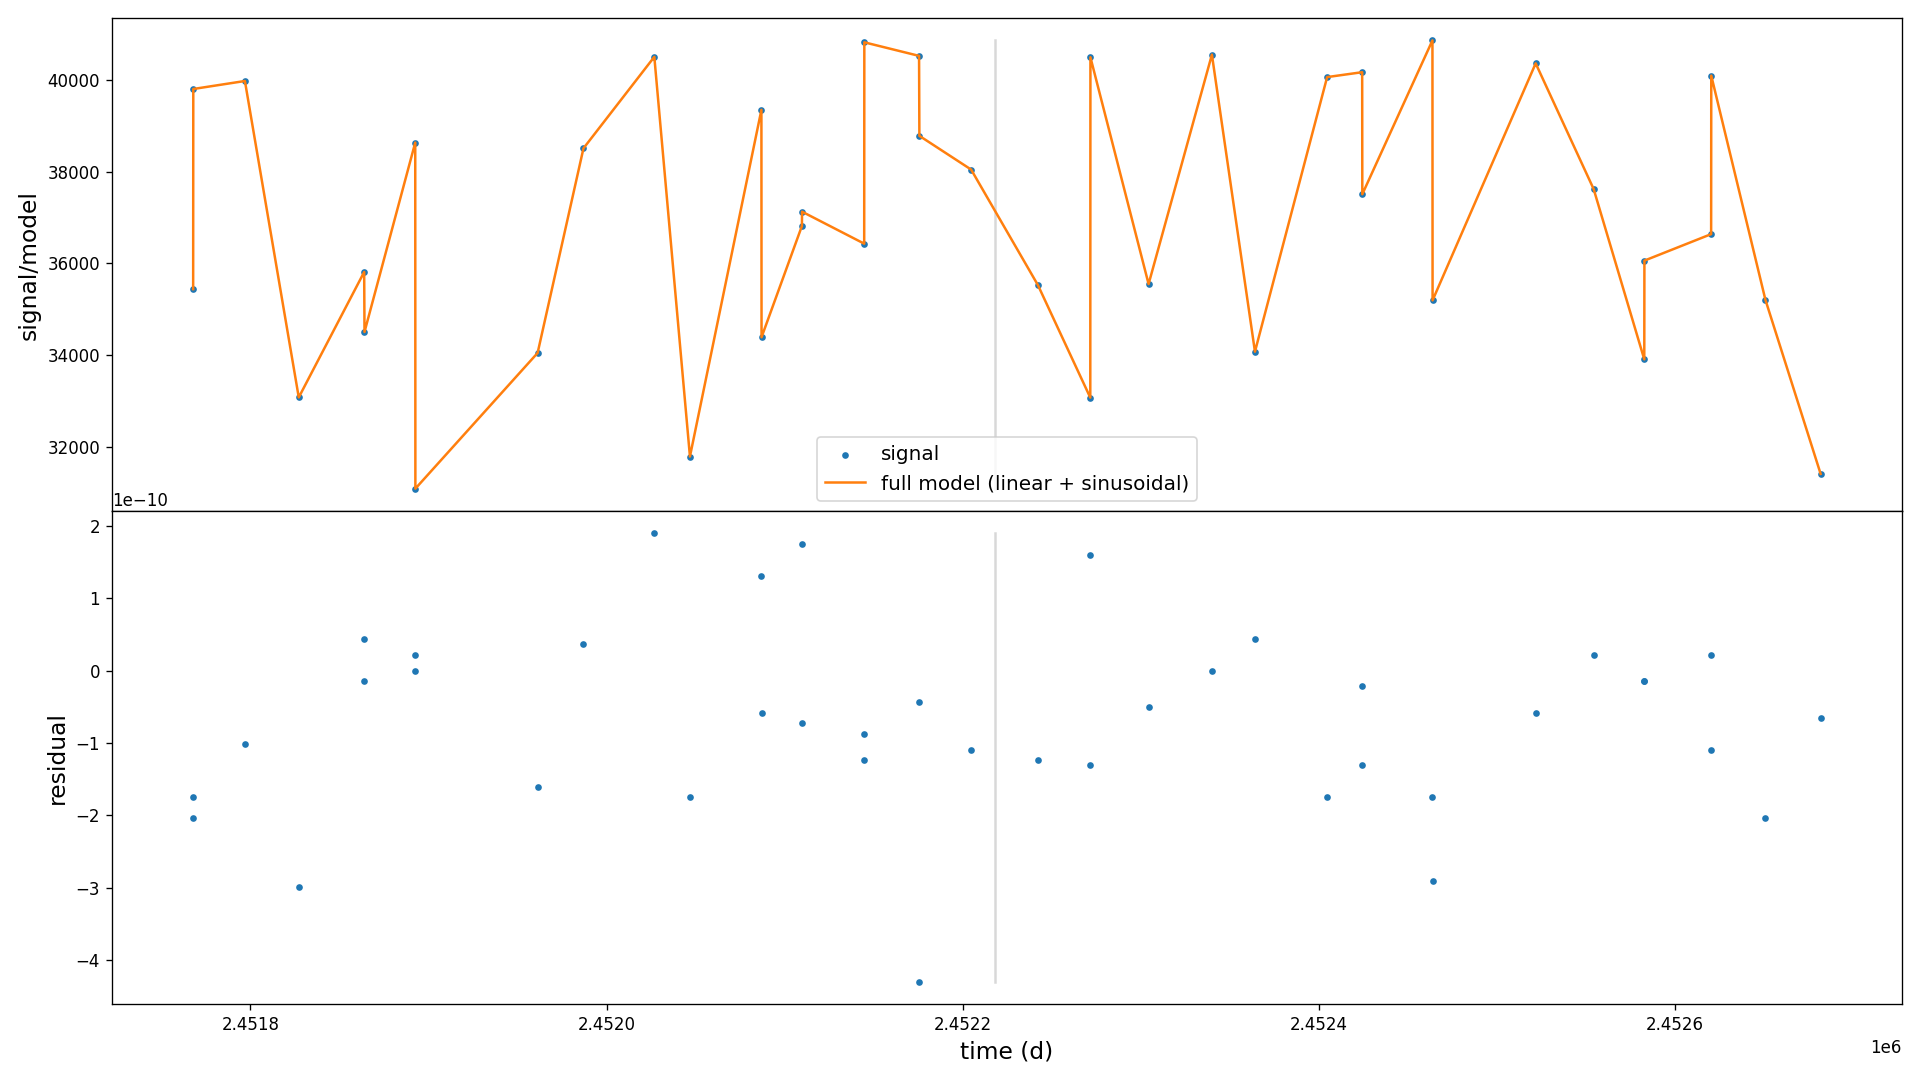 40000
38000
36000
34000
32000
signal/model
signal
full model (linear + sinusoidal)
1e−10
2
1
0
−1
−2
−3
−4
residual
2.4518 2.4520 2.4522 2.4524 2.4526
time (d)
1e6